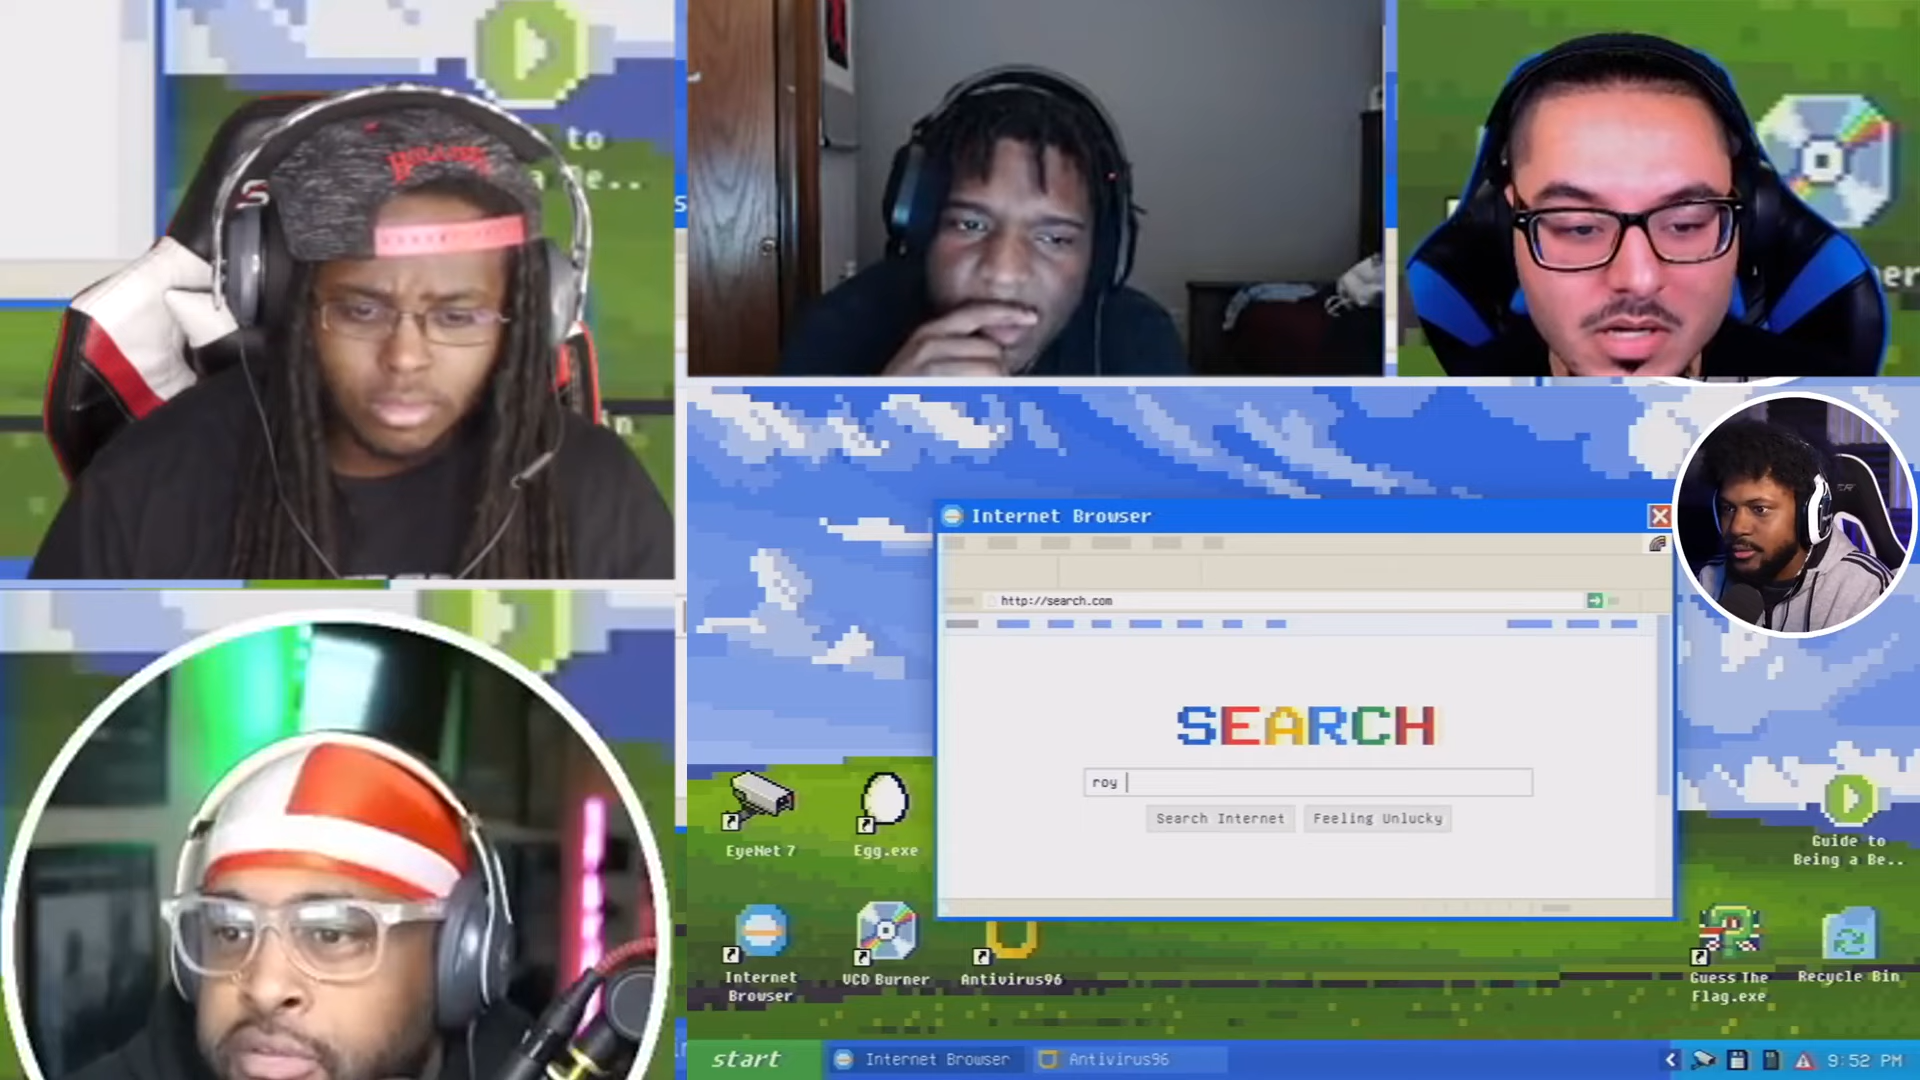 to
Internet Browser
http://search.com
SEARCH
roy
Search Internet
Feeling Unlucky
EyeNet 7
Egg.exe
Guide to
Being a Be..
Internet
Browser
VCD Burner
Antivirus96
Guess The
Flag.exe
Recycle Bin
start
Internet Browser
Antivirus96
9:52 PM